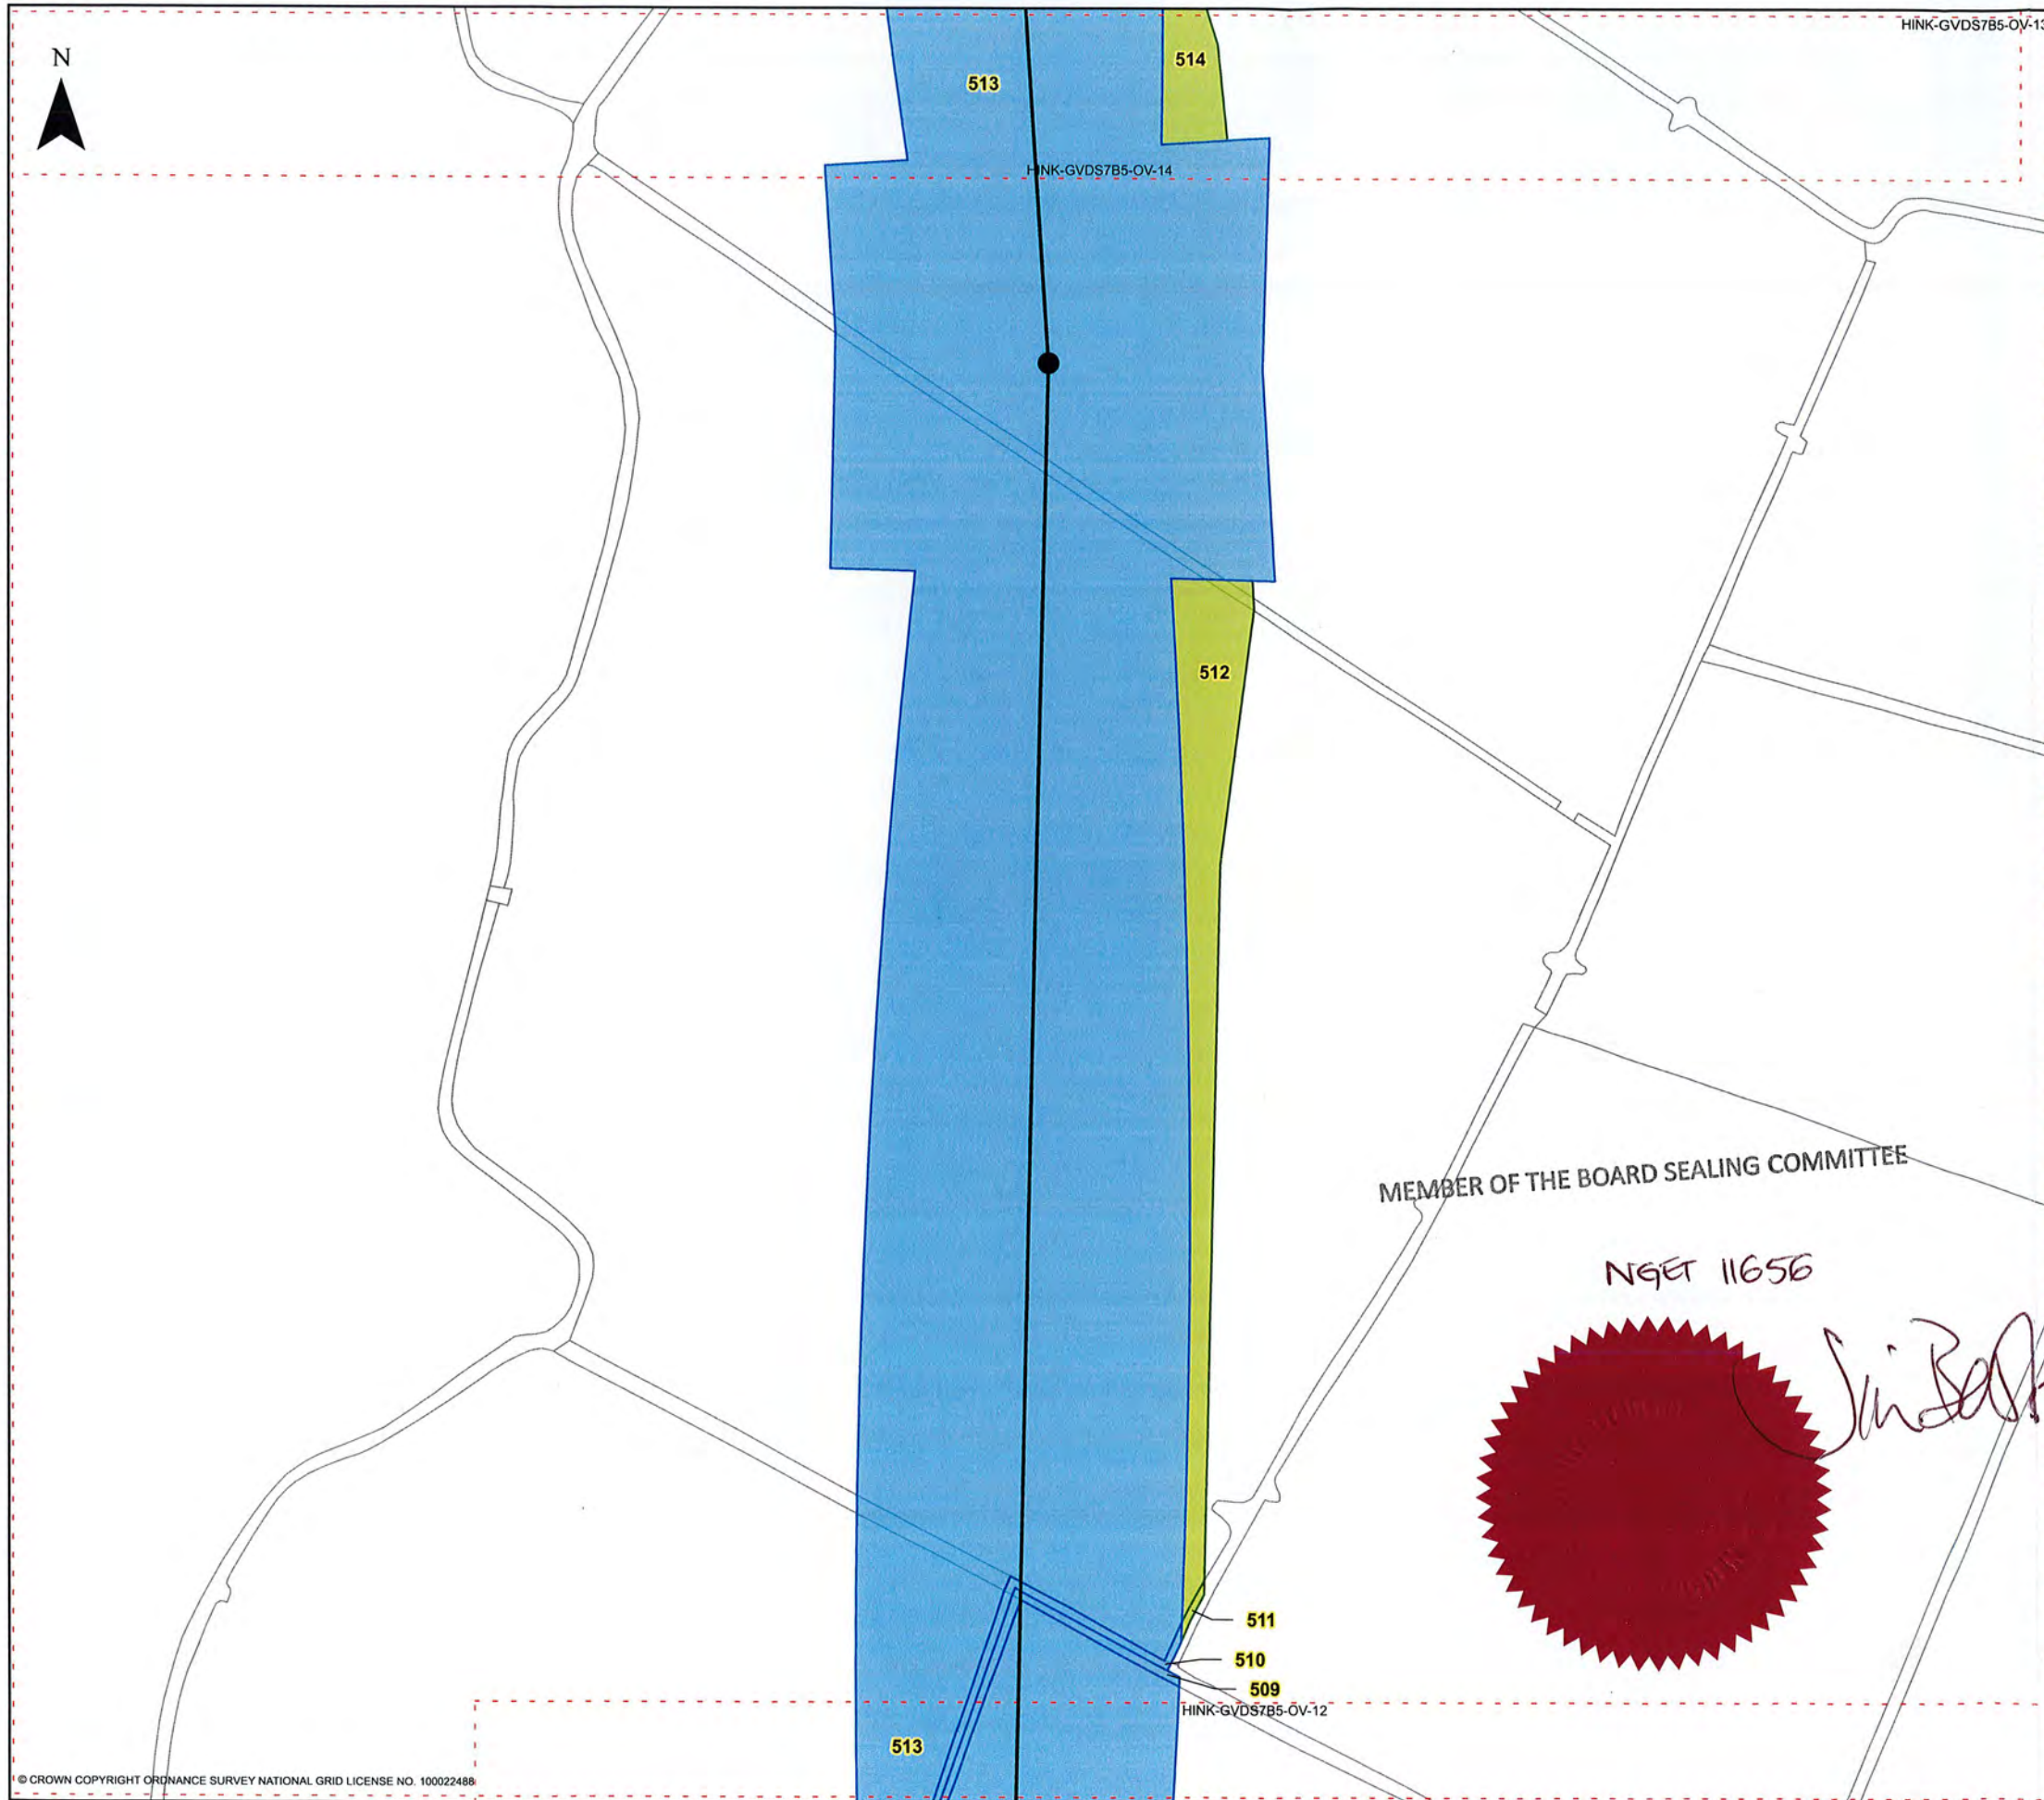 HINK-GVDS7B5-OV-13
N
514
513
HINK-GVDS7B5-OV-14
512
MEMBER OF THE BOARD SEALING COMMITTEE
NGET 11656
511
510
509
HINK-GVDS7B5-OV-12
513
© CROWN COPYRIGHT ORDNANCE SURVEY NATIONAL GRID LICENSE NO. 100022488